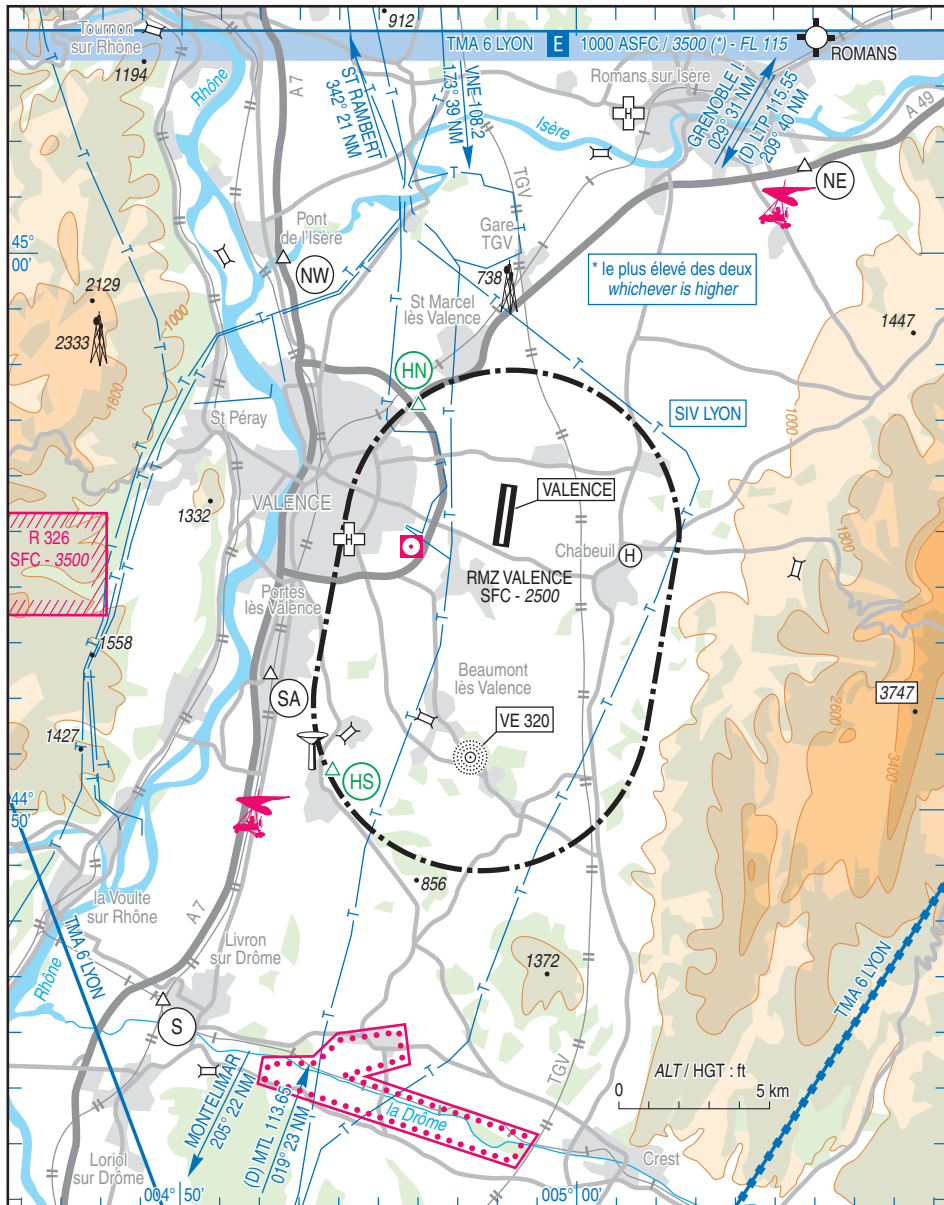 912
Tournon
sur Rhône
1194
TMA 6 LYON E 1000 ASFC / 3500 (*) - FL 115
ROMANS
Rhône
A 7
ST RAMBERT
342° 21 NM
VNE 108.2
173° 39 NM
Romans sur Isère
H
Isère
GRENOBLE I.
029° 31 NM
(D) LTP 115.55
209° 40 NM
A 49
NE
TGV
Pont
de l'Isère
Gare
TGV
45°
00'
NW
738
* le plus élevé des deux
whichever is higher
2129
1000
2333
St Marcel
lès Valence
1447
1800
HN
St Péray
SIV LYON
1000
VALENCE
VALENCE
1332
R 326
SFC - 3500
H
Chabeuil
H
1800
RMZ VALENCE
SFC - 2500
Portes
lès Valence
1558
Beaumont
lès Valence
SA
3747
VE 320
2600
1427
3400
HS
44°
50'
856
la Voulte
sur Rhône
A 7
TMA 6 LYON
Livron
sur Drôme
1372
Rhône
TMA 6 LYON
S
MONTELIMAR
205° 22 NM
(D) MTL 113.65
019° 23 NM
TGV
ALT / HGT : ft
0 5 km
la Drôme
Loriol
sur Drôme
Crest
004° 50'
005° 00'